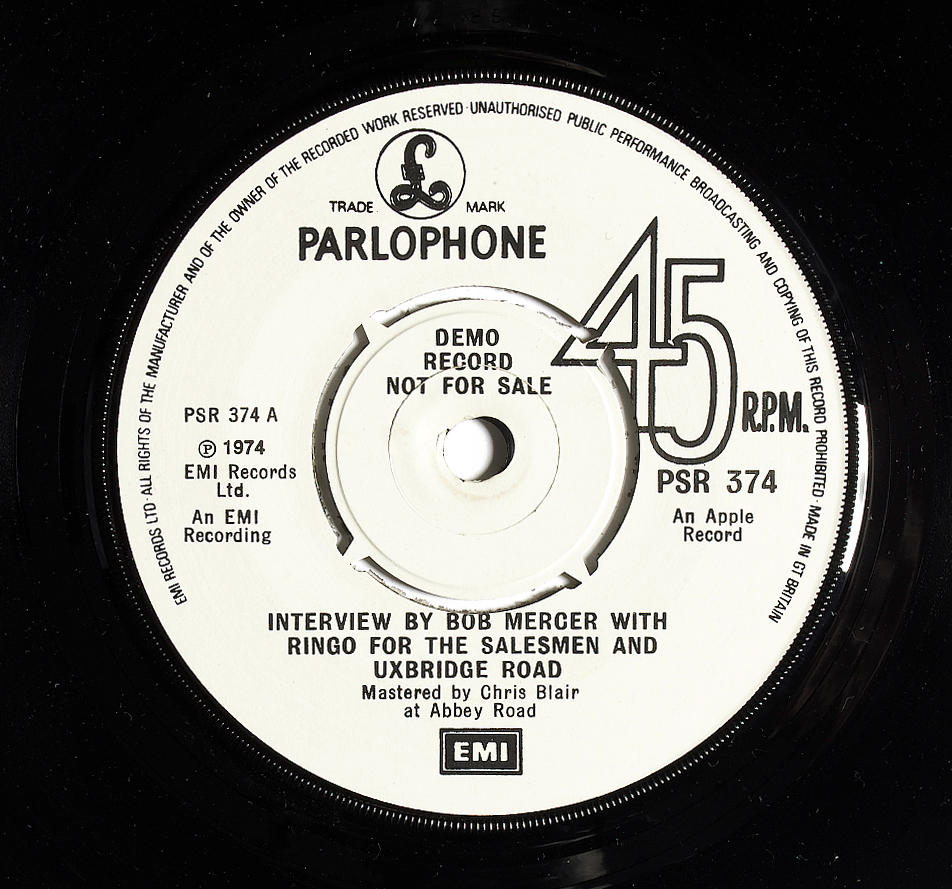 EMI RECORDS LTD · ALL RIGHTS OF THE MANUFACTURER AND OF THE OWNER OF THE RECORDED WORK RESERVED · UNAUTHORISED PUBLIC PERFORMANCE BROADCASTING AND COPYING OF THIS RECORD PROHIBITED · MADE IN GT BRITAIN
£
TRADE MARK
PARLOPHONE
45
R.P.M.
DEMO
RECORD
NOT FOR SALE
PSR 374 A
Ⓟ 1974
EMI Records
Ltd.
An EMI
Recording
PSR 374
An Apple
Record
INTERVIEW BY BOB MERCER WITH
RINGO FOR THE SALESMEN AND
UXBRIDGE ROAD
Mastered by Chris Blair
at Abbey Road
EMI